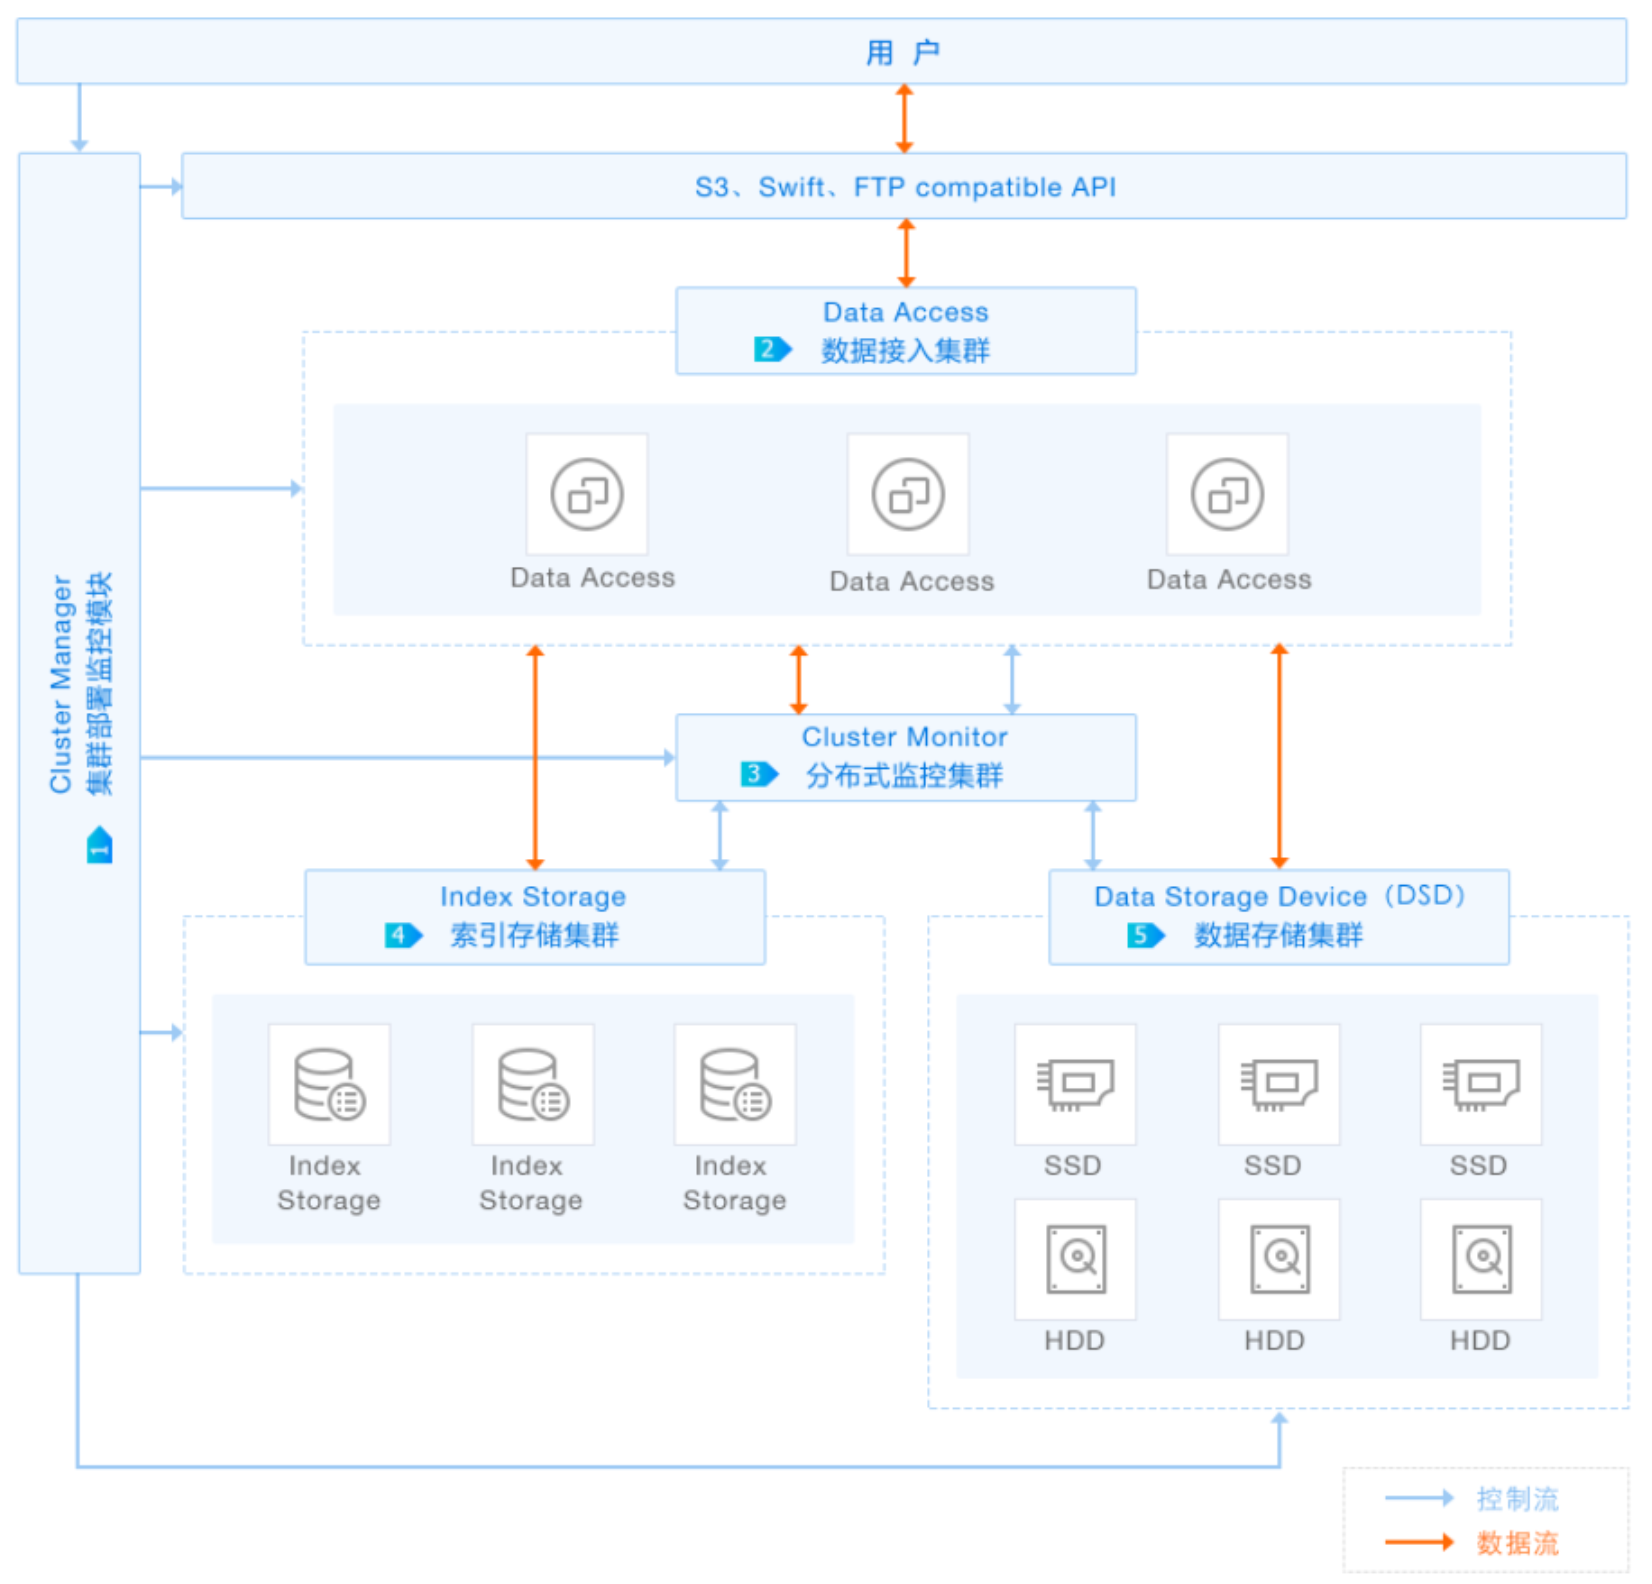 用 户
S3、Swift、FTP compatible API
Data Access
2 数据接入集群
Data Access
Data Access
Data Access
Cluster Manager
集群部署监控模块
1
Cluster Monitor
3 分布式监控集群
Index Storage
4 索引存储集群
Data Storage Device（DSD）
5 数据存储集群
Index
Storage
Index
Storage
Index
Storage
SSD
SSD
SSD
HDD
HDD
HDD
控制流
数据流